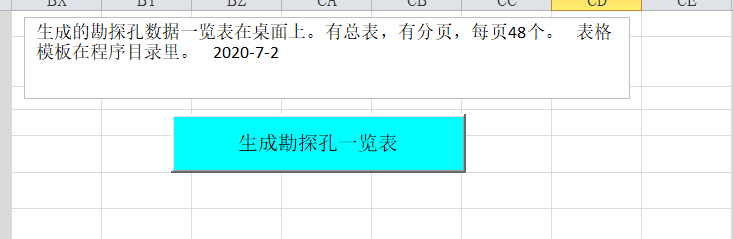 BX BY BZ CA CB CC CD CE
生成的勘探孔数据一览表在桌面上。有总表，有分页，每页48个。 表格
模板在程序目录里。 2020-7-2
生成勘探孔一览表